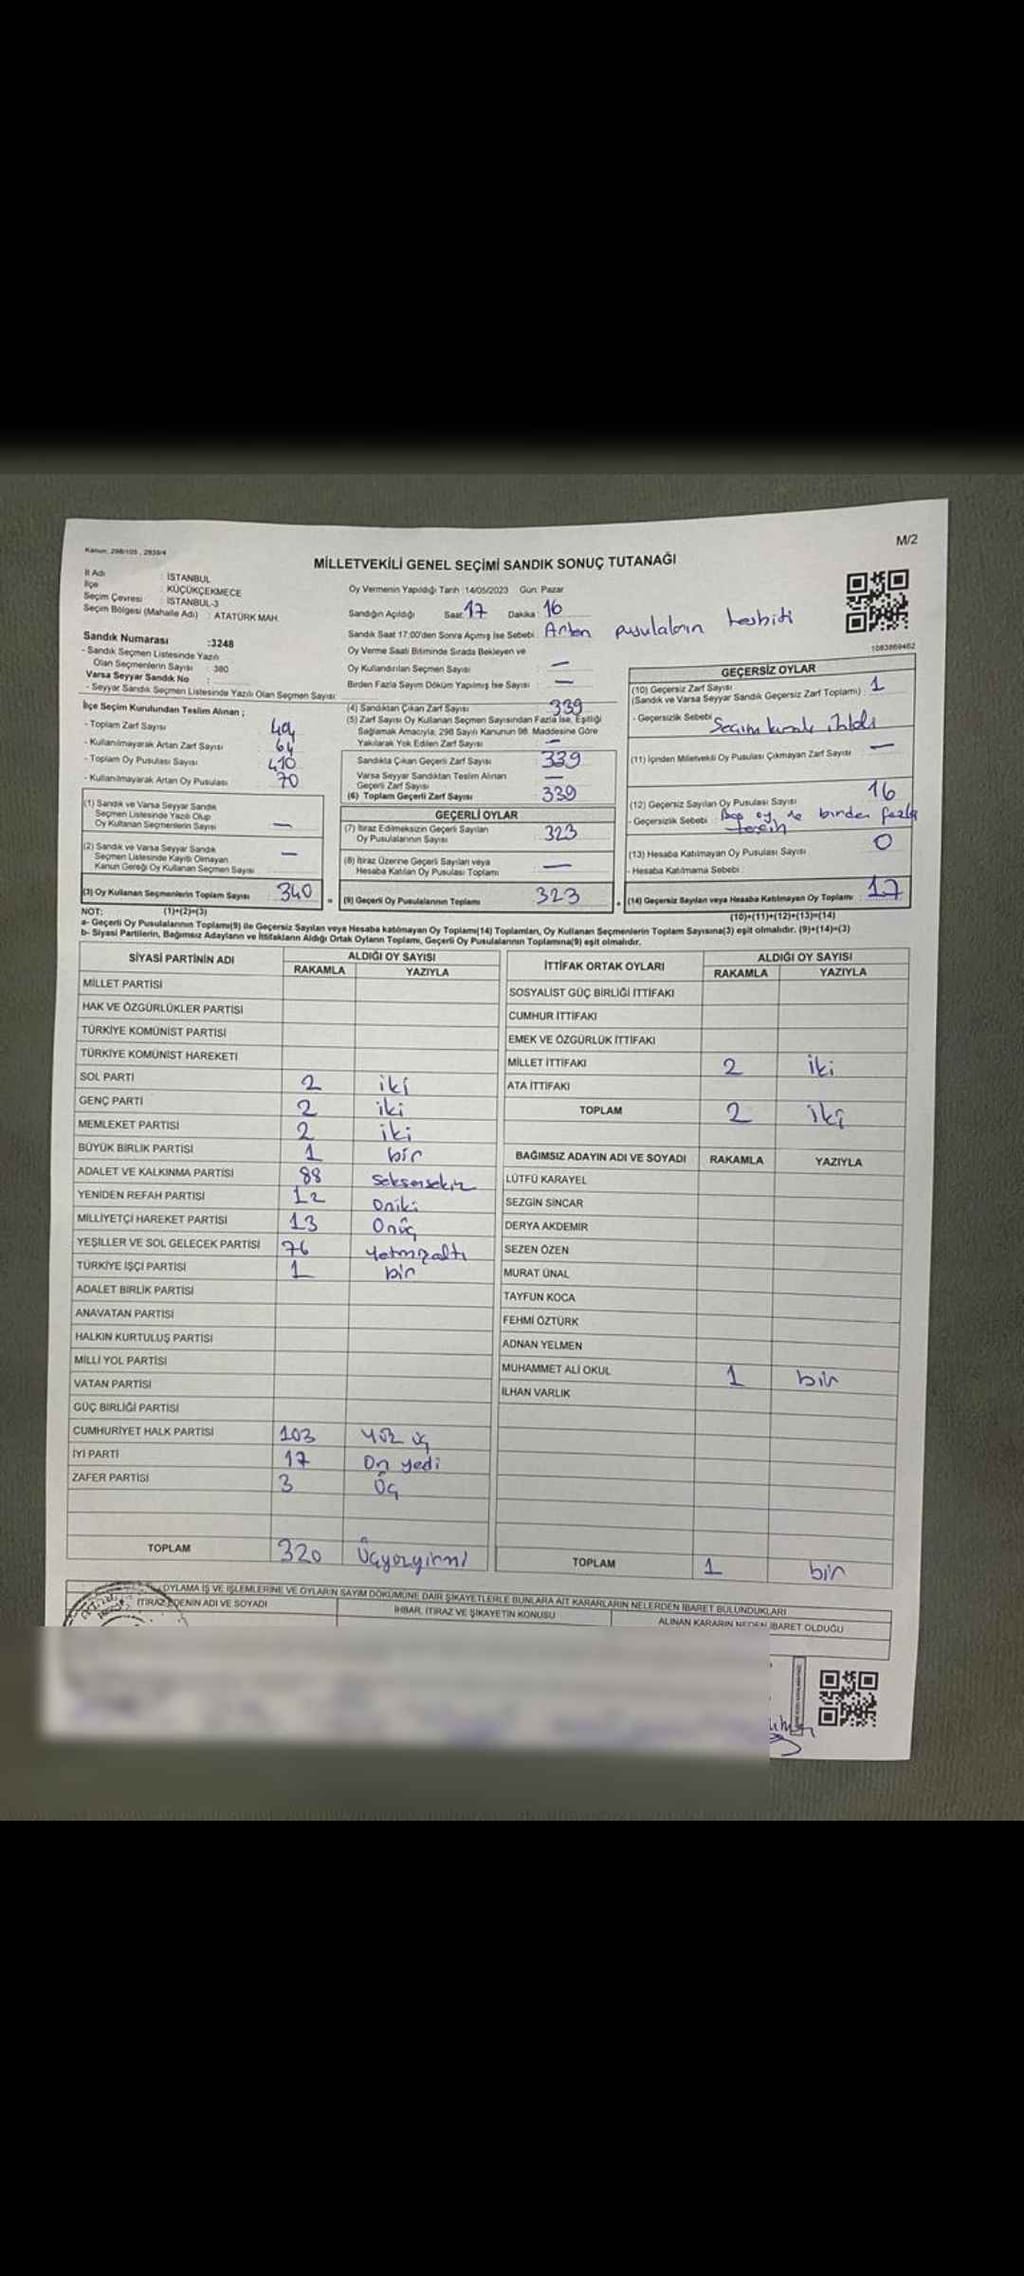 Kanun: 298/105 , 2839/4
M/2
MİLLETVEKİLİ GENEL SEÇİMİ SANDIK SONUÇ TUTANAĞI
İl Adı : İSTANBUL
İlçe : KÜÇÜKÇEKMECE
Seçim Çevresi : İSTANBUL-3
Seçim Bölgesi (Mahalle Adı) : ATATÜRK MAH.
Oy Vermenin Yapıldığı Tarih :14/05/2023 Gün: Pazar
Sandığın Açıldığı Saat: 17 Dakika : 16
Sandık Saat 17:00'den Sonra Açmış İse Sebebi : Artan pusulaların tesbiti
1083869462
Sandık Numarası :3248
- Sandık Seçmen Listesinde Yazılı
Olan Seçmenlerin Sayısı : 380
Varsa Seyyar Sandık No :
- Seyyar Sandık Seçmen Listesinde Yazılı Olan Seçmen Sayısı:
Oy Verme Saati Bitiminde Sırada Bekleyen ve
Oy Kullandırılan Seçmen Sayısı : —
Birden Fazla Sayım Döküm Yapılmış İse Sayısı : —
İlçe Seçim Kurulundan Teslim Alınan ;
- Toplam Zarf Sayısı : 404
- Kullanılmayarak Artan Zarf Sayısı : 64
- Toplam Oy Pusulası Sayısı : 410
- Kullanılmayarak Artan Oy Pusulası : 70
(1) Sandık ve Varsa Seyyar Sandık
Seçmen Listesinde Yazılı Olup
Oy Kullanan Seçmenlerin Sayısı —
(2) Sandık ve Varsa Seyyar Sandık
Seçmen Listesinde Kayıtlı Olmayan
Kanun Gereği Oy Kullanan Seçmen Sayısı —
(3) Oy Kullanan Seçmenlerin Toplam Sayısı 340
(1)+(2)=(3)
(4) Sandıktan Çıkan Zarf Sayısı 339
(5) Zarf Sayısı Oy Kullanan Seçmen Sayısından Fazla İse, Eşitliği
Sağlamak Amacıyla, 298 Sayılı Kanunun 98. Maddesine Göre
Yakılarak Yok Edilen Zarf Sayısı —
Sandıkta Çıkan Geçerli Zarf Sayısı 339
Varsa Seyyar Sandıktan Teslim Alınan
Geçerli Zarf Sayısı —
(6) Toplam Geçerli Zarf Sayısı 339
GEÇERLİ OYLAR
(7) İtiraz Edilmeksizin Geçerli Sayılan
Oy Pusulalarının Sayısı 323
(8) İtiraz Üzerine Geçerli Sayılan veya
Hesaba Katılan Oy Pusulası Toplamı —
= (9) Geçerli Oy Pusulalarının Toplamı 323
GEÇERSİZ OYLAR
(10) Geçersiz Zarf Sayısı
(Sandık ve Varsa Seyyar Sandık Geçersiz Zarf Toplamı) : 1
- Geçersizlik Sebebi : Seçim kuralı ihlali
(11) İçinden Milletvekili Oy Pusulası Çıkmayan Zarf Sayısı —
(12) Geçersiz Sayılan Oy Pusulası Sayısı : 16
- Geçersizlik Sebebi : Boş oy ve birden fazla
tercih
(13) Hesaba Katılmayan Oy Pusulası Sayısı : 0
- Hesaba Katılmama Sebebi :
+ (14) Geçersiz Sayılan veya Hesaba Katılmayan Oy Toplamı : 17
(10)+(11)+(12)+(13)=(14)
NOT:
a- Geçerli Oy Pusulalarının Toplamı(9) ile Geçersiz Sayılan veya Hesaba katılmayan Oy Toplamı(14) Toplamları, Oy Kullanan Seçmenlerin Toplam Sayısına(3) eşit olmalıdır. (9)+(14)=(3)
b- Siyasi Partilerin, Bağımsız Adayların ve İttifakların Aldığı Ortak Oyların Toplamı, Geçerli Oy Pusulalarının Toplamına(9) eşit olmalıdır.
SİYASİ PARTİNİN ADI ALDIĞI OY SAYISI
RAKAMLA YAZIYLA
MİLLET PARTİSİ
HAK VE ÖZGÜRLÜKLER PARTİSİ
TÜRKİYE KOMÜNİST PARTİSİ
TÜRKİYE KOMÜNİST HAREKETİ
SOL PARTİ 2 iki
GENÇ PARTİ 2 iki
MEMLEKET PARTİSİ 2 iki
BÜYÜK BİRLİK PARTİSİ 1 bir
ADALET VE KALKINMA PARTİSİ 88 seksensekiz
YENİDEN REFAH PARTİSİ 12 oniki
MİLLİYETÇİ HAREKET PARTİSİ 13 Onüç
YEŞİLLER VE SOL GELECEK PARTİSİ 76 yetmişaltı
TÜRKİYE İŞÇİ PARTİSİ 1 bir
ADALET BİRLİK PARTİSİ
ANAVATAN PARTİSİ
HALKIN KURTULUŞ PARTİSİ
MİLLİ YOL PARTİSİ
VATAN PARTİSİ
GÜÇ BİRLİĞİ PARTİSİ
CUMHURİYET HALK PARTİSİ 103 Yüz üç
İYİ PARTİ 17 On yedi
ZAFER PARTİSİ 3 Üç
TOPLAM 320 Üçyüzyirmi
İTTİFAK ORTAK OYLARI ALDIĞI OY SAYISI
RAKAMLA YAZIYLA
SOSYALİST GÜÇ BİRLİĞİ İTTİFAKI
CUMHUR İTTİFAKI
EMEK VE ÖZGÜRLÜK İTTİFAKI
MİLLET İTTİFAKI 2 iki
ATA İTTİFAKI
TOPLAM 2 iki
BAĞIMSIZ ADAYIN ADI VE SOYADI RAKAMLA YAZIYLA
LÜTFÜ KARAYEL
SEZGİN SİNCAR
DERYA AKDEMİR
SEZEN ÖZEN
MURAT ÜNAL
TAYFUN KOCA
FEHMİ ÖZTÜRK
ADNAN YELMEN
MUHAMMET ALİ OKUL 1 bir
İLHAN VARLIK
TOPLAM 1 bir
OYLAMA İŞ VE İŞLEMLERİNE VE OYLARIN SAYIM DÖKÜMÜNE DAİR ŞİKAYETLERLE BUNLARA AİT KARARLARIN NELERDEN İBARET BULUNDUKLARI
İTİRAZ EDENİN ADI VE SOYADI İHBAR, İTİRAZ VE ŞİKAYETİN KONUSU ALINAN KARARIN NEDEN İBARET OLDUĞU